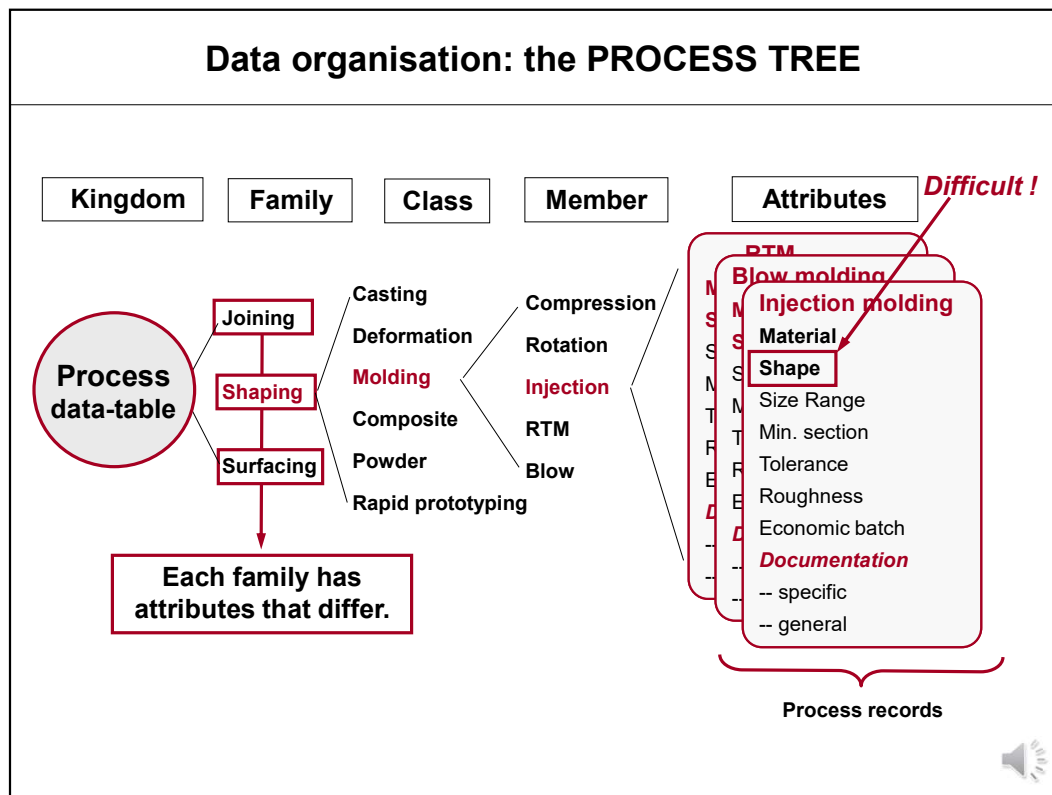 Data organisation: the PROCESS TREE
Kingdom
Family
Class
Member
Attributes
Difficult !
Process
data-table
Joining
Shaping
Surfacing
Each family has
attributes that differ.
Casting
Deformation
Molding
Composite
Powder
Rapid prototyping
Compression
Rotation
Injection
RTM
Blow
RTM
M
S
S
M
T
R
E
D
--
--
Blow molding
M
S
S
M
T
R
E
D
--
--
Injection molding
Material
Shape
Size Range
Min. section
Tolerance
Roughness
Economic batch
Documentation
-- specific
-- general
Process records